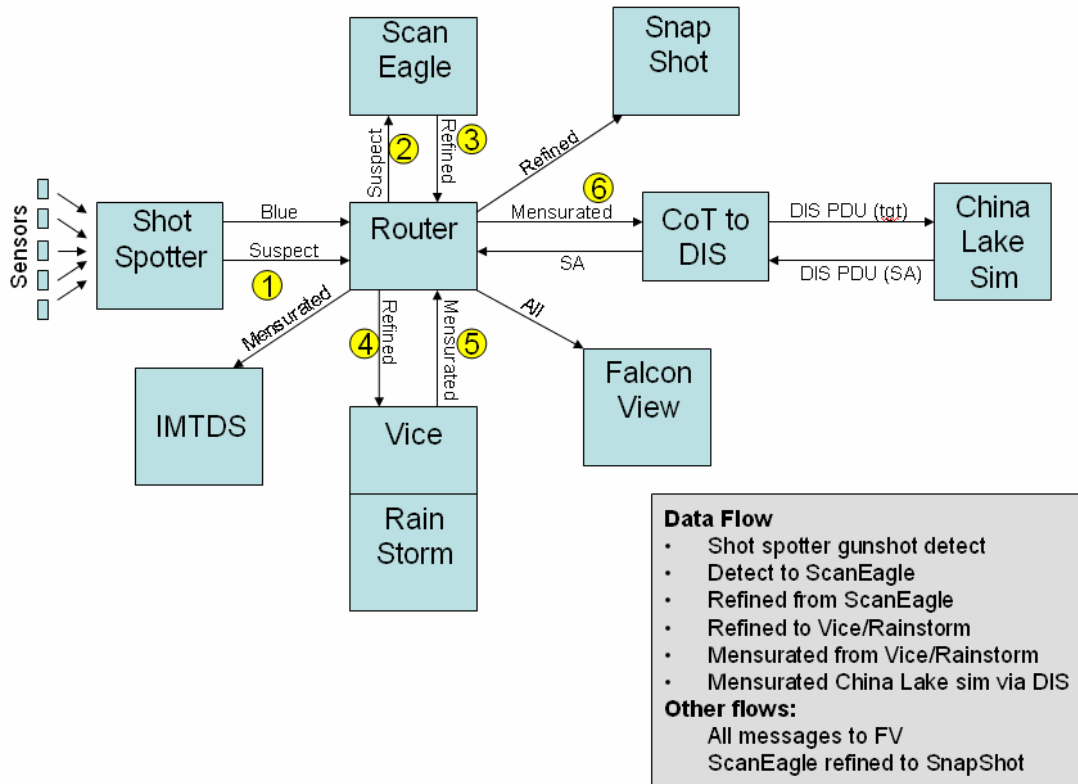 Scan
Eagle
Snap
Shot
Suspect
2
Refined
3
Refined
6
Sensors
Shot
Spotter
Blue
Suspect
1
Router
Mensurated
SA
CoT to
DIS
DIS PDU (tgt)
DIS PDU (SA)
China
Lake
Sim
Mensurated
4
Refined
Mensurated
5
All
IMTDS
Vice
Rain
Storm
Falcon
View
Data Flow
• Shot spotter gunshot detect
• Detect to ScanEagle
• Refined from ScanEagle
• Refined to Vice/Rainstorm
• Mensurated from Vice/Rainstorm
• Mensurated China Lake sim via DIS
Other flows:
All messages to FV
ScanEagle refined to SnapShot